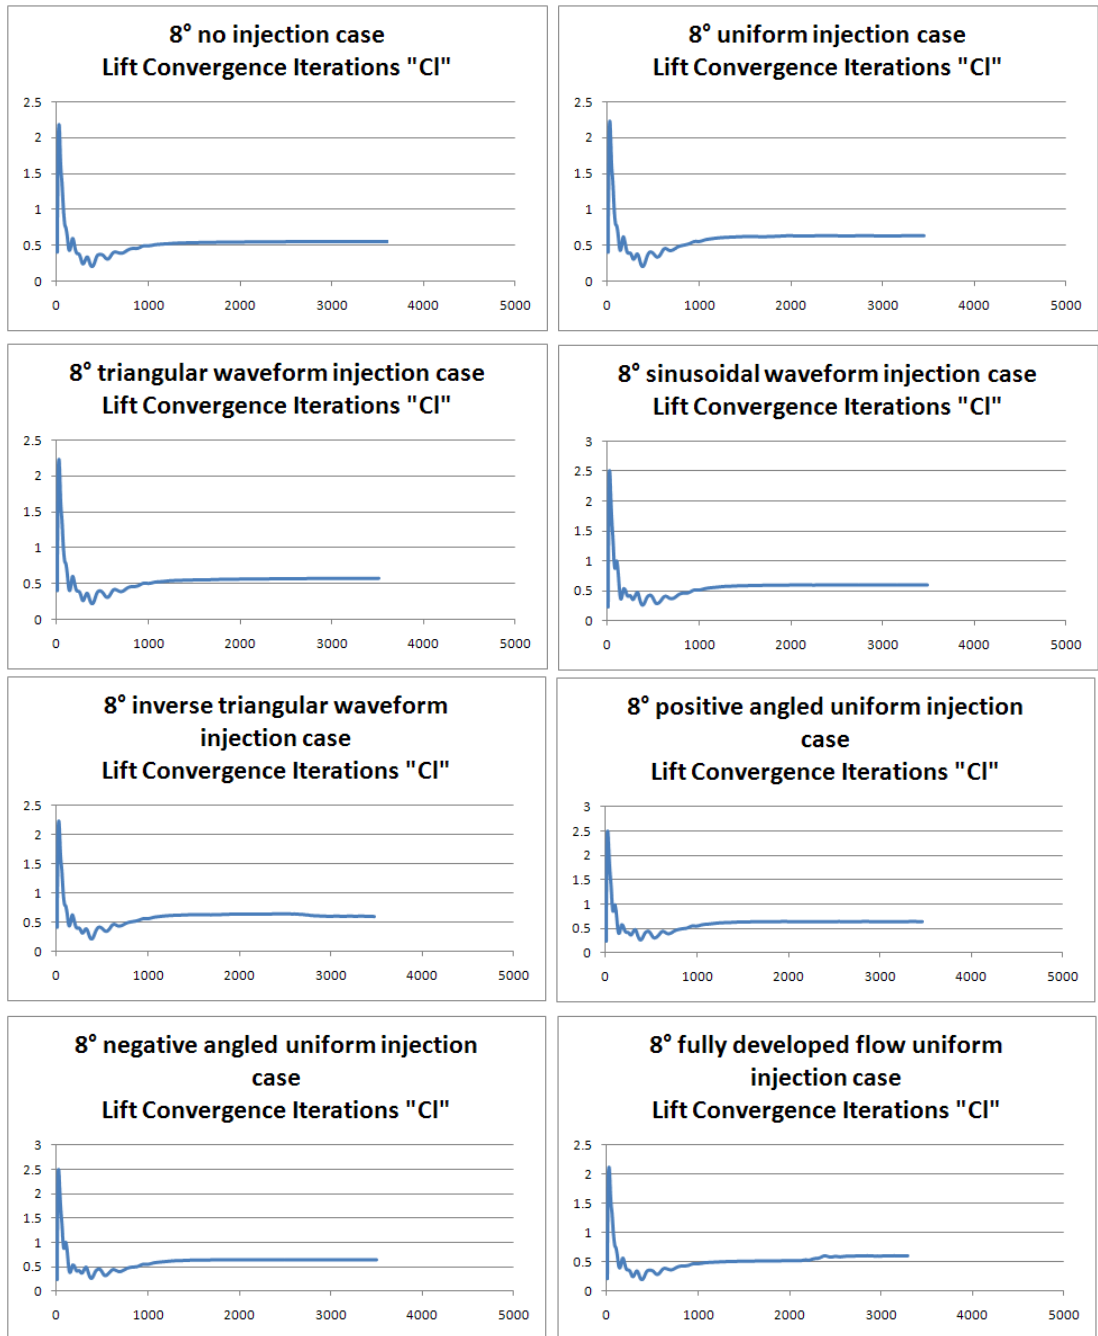 8° no injection case
Lift Convergence Iterations "Cl"
2.5
2
1.5
1
0.5
0
0 1000 2000 3000 4000 5000
8° uniform injection case
Lift Convergence Iterations "Cl"
2.5
2
1.5
1
0.5
0
0 1000 2000 3000 4000 5000
8° triangular waveform injection case
Lift Convergence Iterations "Cl"
2.5
2
1.5
1
0.5
0
0 1000 2000 3000 4000 5000
8° sinusoidal waveform injection case
Lift Convergence Iterations "Cl"
3
2.5
2
1.5
1
0.5
0
0 1000 2000 3000 4000 5000
8° inverse triangular waveform
injection case
Lift Convergence Iterations "Cl"
2.5
2
1.5
1
0.5
0
0 1000 2000 3000 4000 5000
8° positive angled uniform injection
case
Lift Convergence Iterations "Cl"
3
2.5
2
1.5
1
0.5
0
0 1000 2000 3000 4000 5000
8° negative angled uniform injection
case
Lift Convergence Iterations "Cl"
3
2.5
2
1.5
1
0.5
0
0 1000 2000 3000 4000 5000
8° fully developed flow uniform
injection case
Lift Convergence Iterations "Cl"
2.5
2
1.5
1
0.5
0
0 1000 2000 3000 4000 5000